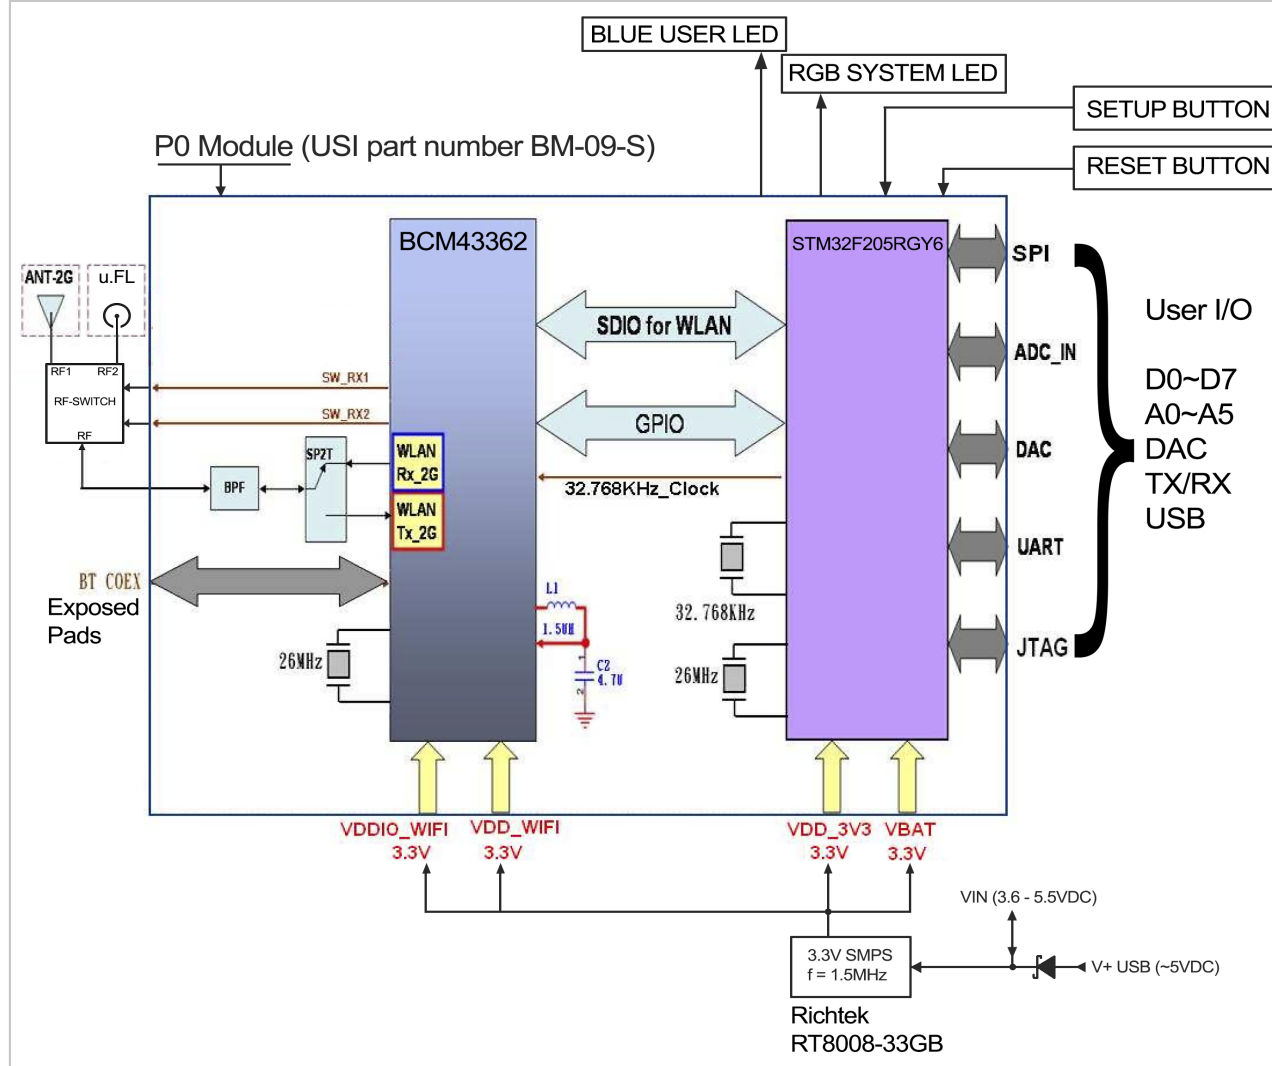 BLUE USER LED
RGB SYSTEM LED
SETUP BUTTON
P0 Module (USI part number BM-09-S)
RESET BUTTON
BCM43362
STM32F205RGY6
SPI
ANT-2G
u.FL
User I/O
SDIO for WLAN
ADC_IN
RF1
RF2
SW_RX1
D0~D7
RF-SWITCH
SW_RX2
A0~A5
GPIO
RF
SP2T
WLAN
Rx_2G
DAC
DAC
BPF
32.768KHz_Clock
TX/RX
WLAN
Tx_2G
USB
UART
BT COEX
Exposed
Pads
L1
1.5UH
32.768KHz
26MHz
1
C2
4.7U
2
26MHz
JTAG
VDDIO_WIFI
3.3V
VDD_WIFI
3.3V
VDD_3V3
3.3V
VBAT
3.3V
VIN (3.6 - 5.5VDC)
3.3V SMPS
f = 1.5MHz
V+ USB (~5VDC)
Richtek
RT8008-33GB